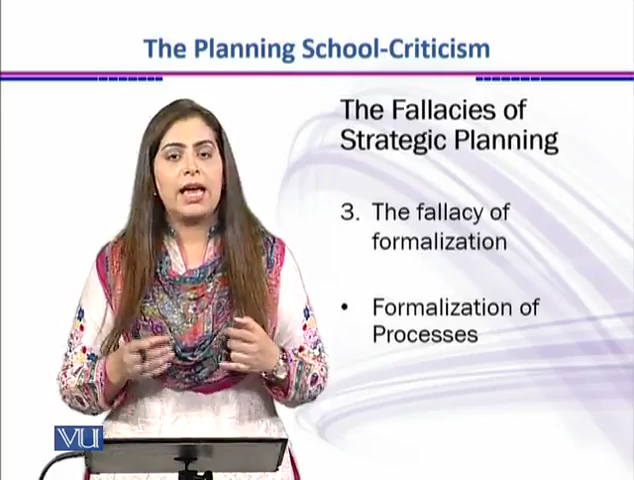 The Planning School-Criticism
The Fallacies of
Strategic Planning
3. The fallacy of
formalization
• Formalization of
Processes
VU